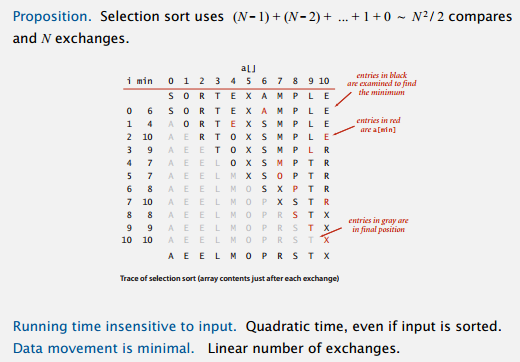 Proposition. Selection sort uses (N – 1) + (N – 2) + ... + 1 + 0 ~ N² / 2 compares
and N exchanges.
a[]
i min 0 1 2 3 4 5 6 7 8 9 10
S O R T E X A M P L E
0 6 S O R T E X A M P L E
1 4 A O R T E X S M P L E
2 10 A E R T O X S M P L E
3 9 A E E T O X S M P L R
4 7 A E E L O X S M P T R
5 7 A E E L M X S O P T R
6 8 A E E L M O S X P T R
7 10 A E E L M O P X S T R
8 8 A E E L M O P R S T X
9 9 A E E L M O P R S T X
10 10 A E E L M O P R S T X
A E E L M O P R S T X
entries in black
are examined to find
the minimum
entries in red
are a[min]
entries in gray are
in final position
Trace of selection sort (array contents just after each exchange)
Running time insensitive to input. Quadratic time, even if input is sorted.
Data movement is minimal. Linear number of exchanges.